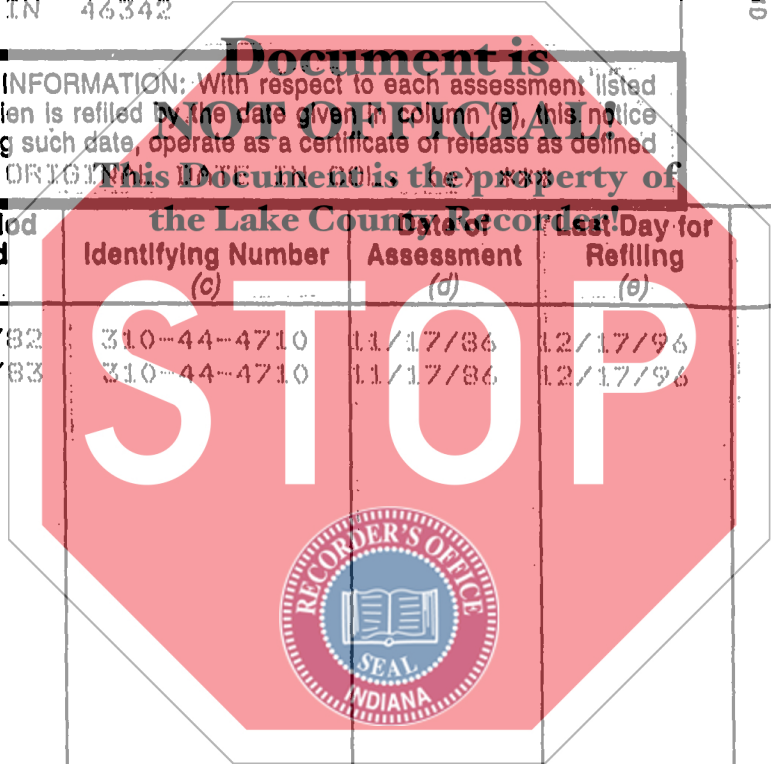 IN 46342
Document is
INFORMATION: With respect to each assessment listed
ien is refiled by the date given in column (e), this notice
NOT OFFICIAL!
g such date, operate as a certificate of release as defined
This Document is the property of
the Lake County Recorder!
Identifying Number
(c)
Date of
Assessment
(d)
Last Day for
Refiling
(e)
/82 310-44-4710 11/17/86 12/17/96
/83 310-44-4710 11/17/86 12/17/96
STOP
RECORDER'S OFFICE
SEAL
INDIANA